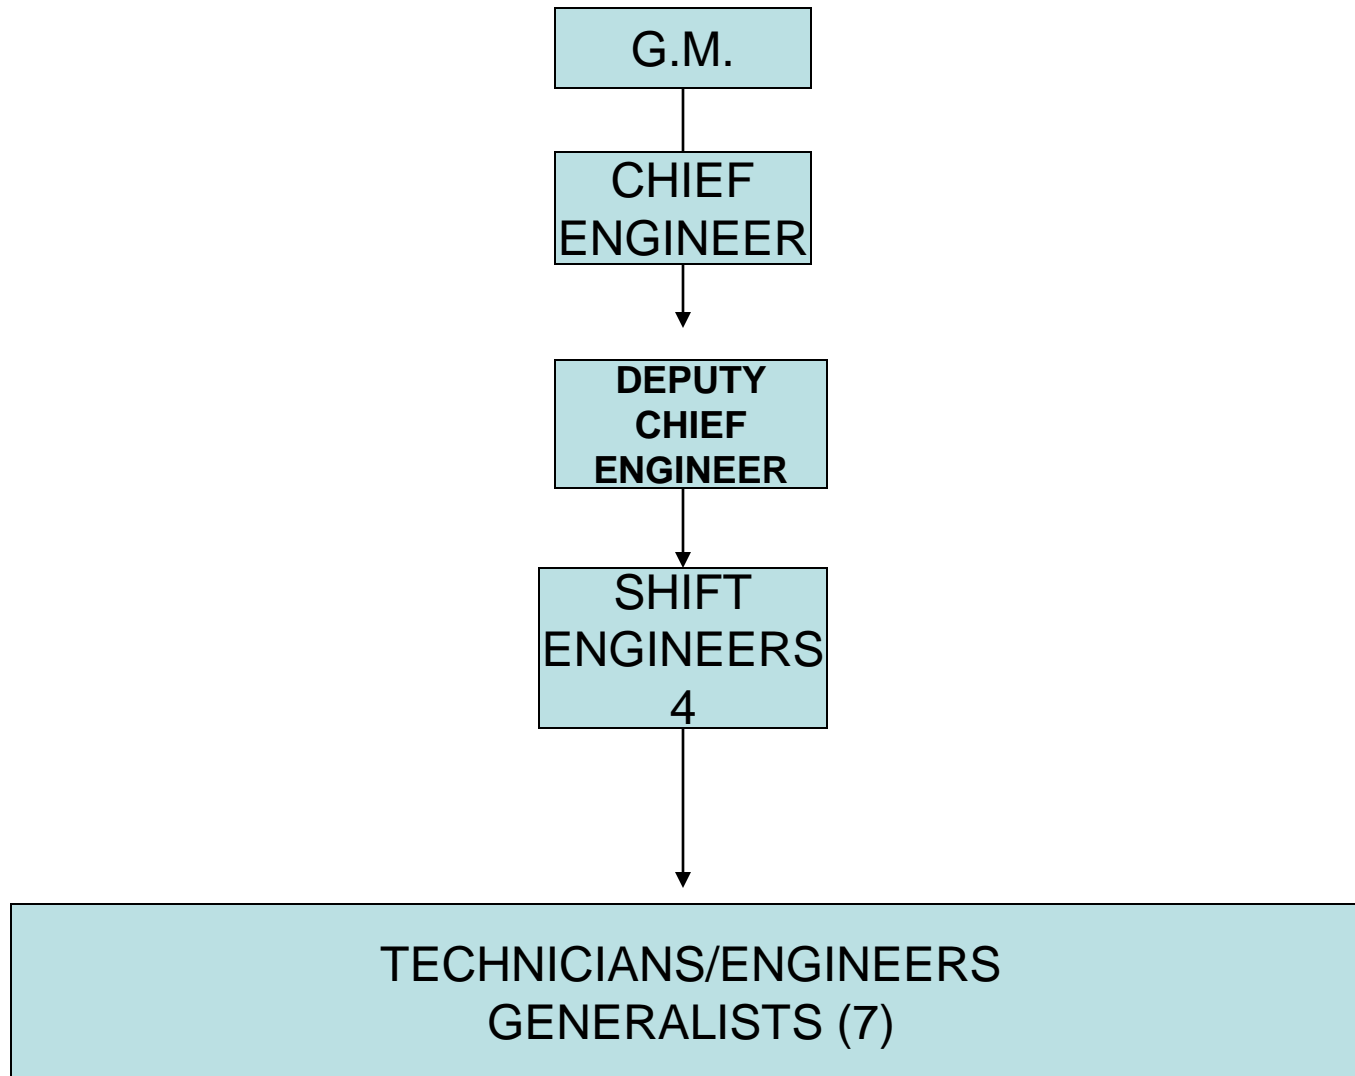 G.M.
CHIEF
ENGINEER
DEPUTY
CHIEF
ENGINEER
SHIFT
ENGINEERS
4
TECHNICIANS/ENGINEERS
GENERALISTS (7)